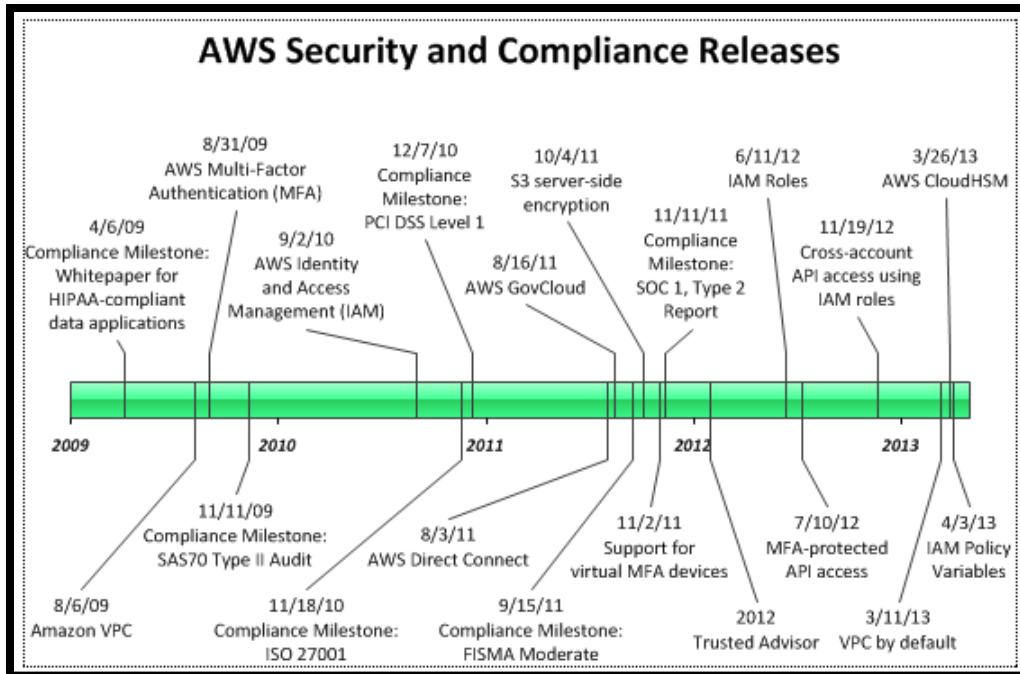 AWS Security and Compliance Releases
8/31/09
AWS Multi-Factor
Authentication (MFA)
12/7/10
Compliance
Milestone:
PCI DSS Level 1
10/4/11
S3 server-side
encryption
6/11/12
IAM Roles
3/26/13
AWS CloudHSM
4/6/09
Compliance Milestone:
Whitepaper for
HIPAA-compliant
data applications
9/2/10
AWS Identity
and Access
Management (IAM)
8/16/11
AWS GovCloud
11/11/11
Compliance
Milestone:
SOC 1, Type 2
Report
11/19/12
Cross-account
API access using
IAM roles
2009
2010
2011
2012
2013
11/11/09
Compliance Milestone:
SAS70 Type II Audit
8/3/11
AWS Direct Connect
11/2/11
Support for
virtual MFA devices
7/10/12
MFA-protected
API access
4/3/13
IAM Policy
Variables
8/6/09
Amazon VPC
11/18/10
Compliance Milestone:
ISO 27001
9/15/11
Compliance Milestone:
FISMA Moderate
2012
Trusted Advisor
3/11/13
VPC by default